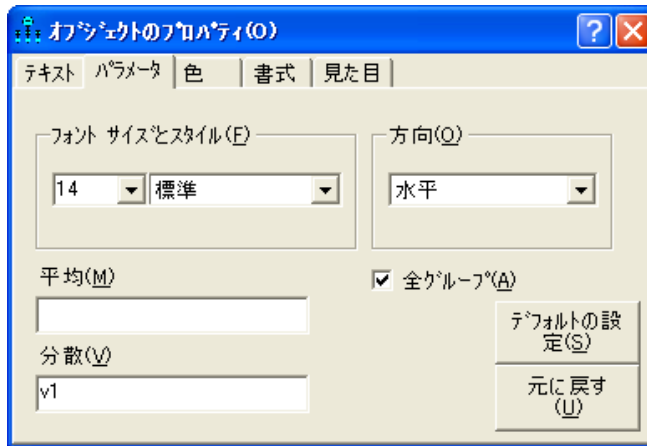 ｵﾌﾞｼﾞｪｸﾄのﾌﾟﾛﾊﾟﾃｨ(O)
テキスト ﾊﾟﾗﾒｰﾀ 色 書式 見た目
フォント サイズとスタイル(F)
方向(O)
14 標準
水平
平均(M)
全ｸﾞﾙｰﾌﾟ(A)
デフォルトの設
定(S)
分散(V)
v1
元に戻す
(U)